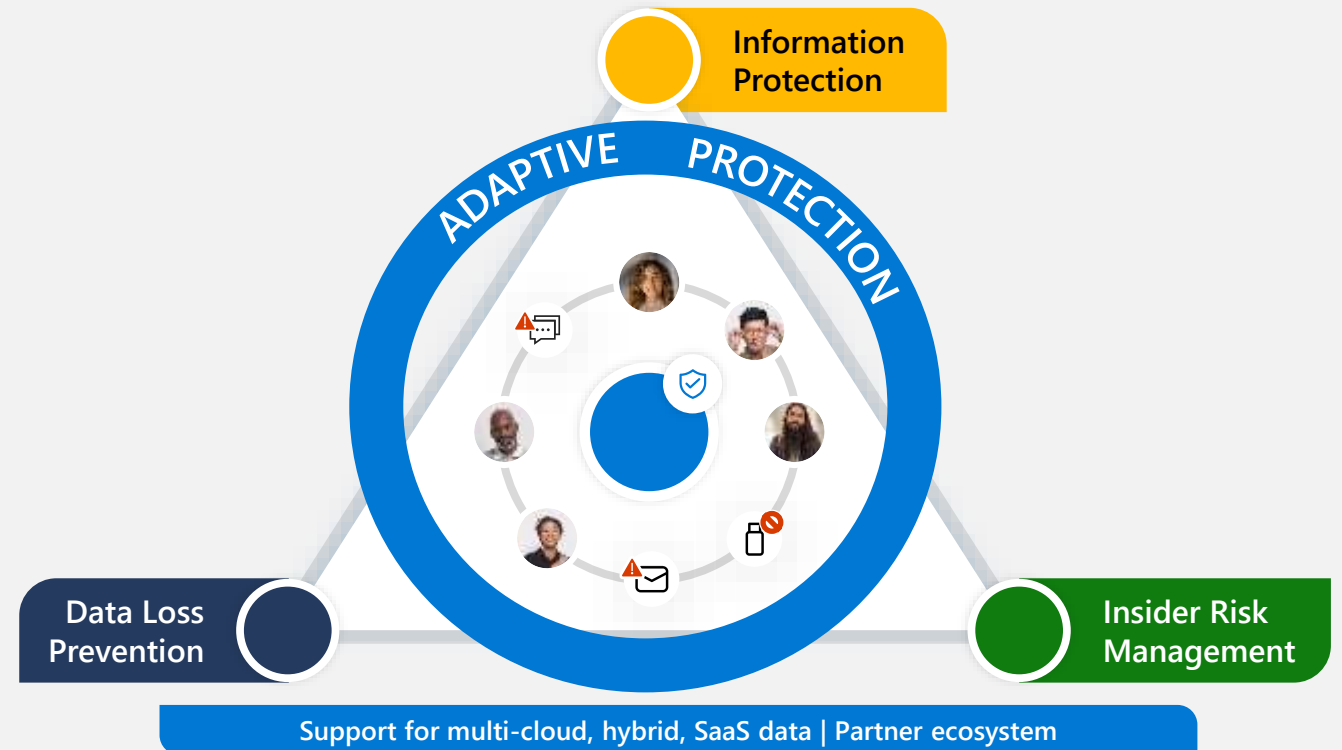 Information
Protection
ADAPTIVE PROTECTION
Data Loss
Prevention
Insider Risk
Management
Support for multi-cloud, hybrid, SaaS data | Partner ecosystem